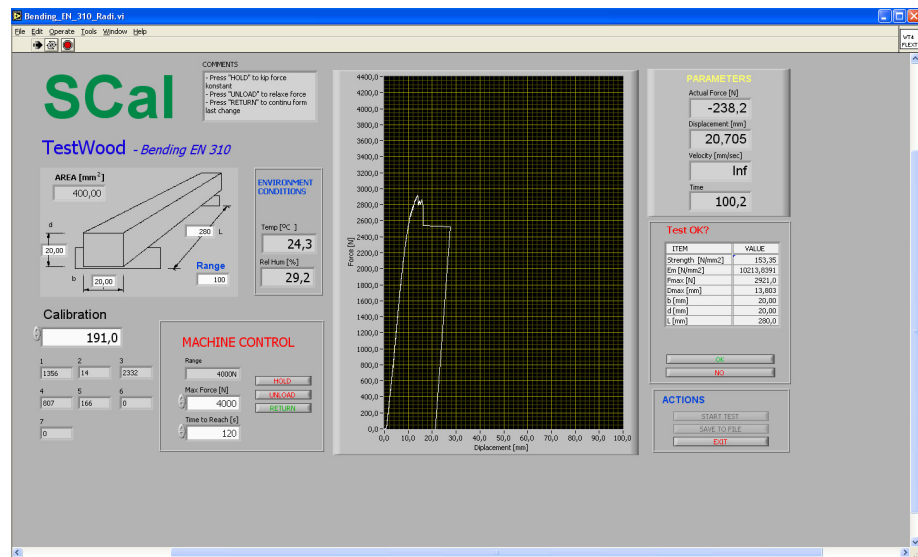 Bending_EN_310_Radi.vi
File Edit Operate Tools Window Help
VT4
FLEXT
SCal
TestWood - Bending EN 310
COMMENTS
- Press "HOLD" to kip force
konstant
- Press "UNLOAD" to relaxe force
- Press "RETURN" to continu form
last change
AREA [mm²]
400,00
d
20,00
b
20,00
280 L
Range
100
ENVIRONMENT
CONDITIONS
Temp [ºC ]
24,3
Rel Hum [%]
29,2
Calibration
191,0
1 2 3
1356 14 2332
4 5 6
807 166 0
7
0
MACHINE CONTROL
Range
4000N
Max Force [N]
4000
Time to Reach [s]
120
HOLD
UNLOAD
RETURN
Force [N]
4400,0
4200,0
4000,0
3800,0
3600,0
3400,0
3200,0
3000,0
2800,0
2600,0
2400,0
2200,0
2000,0
1800,0
1600,0
1400,0
1200,0
1000,0
800,0
600,0
400,0
200,0
0,0
0,0 10,0 20,0 30,0 40,0 50,0 60,0 70,0 80,0 90,0 100,0
Diplacement [mm]
PARAMETERS
Actual Force [N]
-238,2
Displacement [mm]
20,705
Velocity [mm/sec]
Inf
Time
100,2
Test OK?
ITEM VALUE
Strength [N/mm2] 153,35
Em [N/mm2] 10213,8391
Pmax [N] 2921,0
Dmax [mm] 13,803
b [mm] 20,00
d [mm] 20,00
L [mm] 280,0
OK
NO
ACTIONS
START TEST
SAVE TO FILE
EXIT